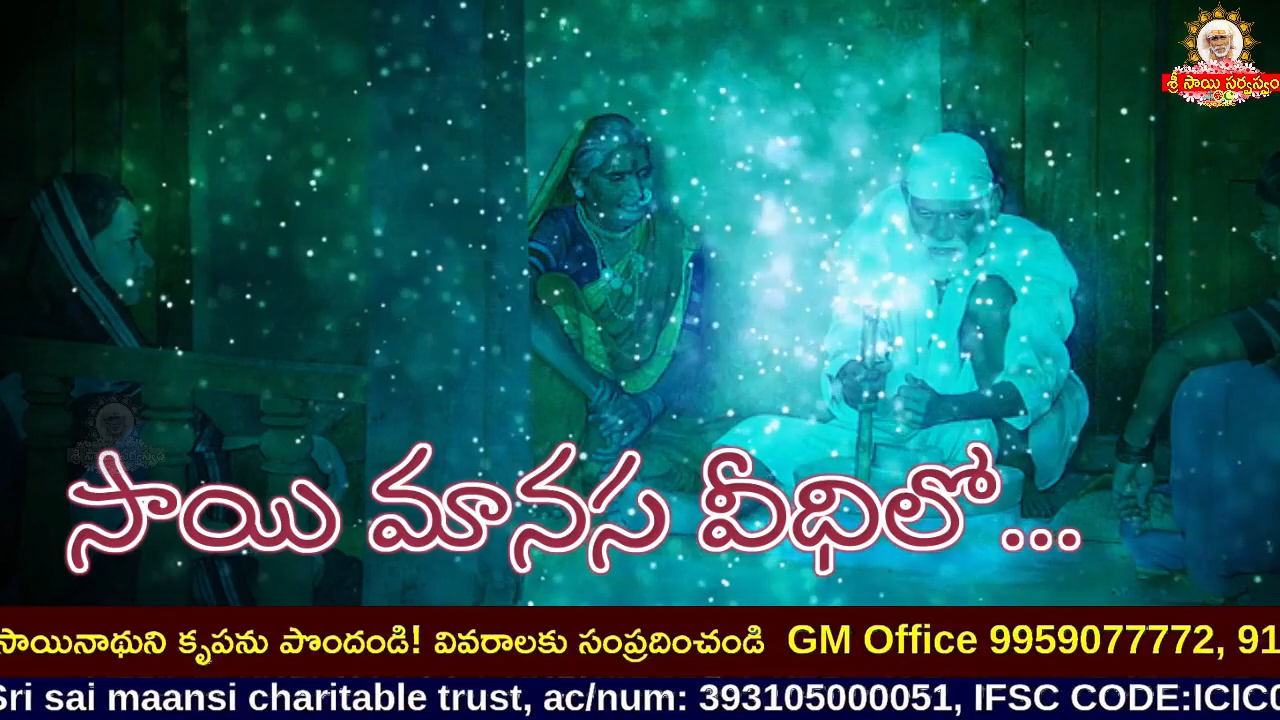 శ్రీ సాయి సర్వస్వం
సాయి మానస వీధిలో...
సాయినాథుని కృపను పొందండి! వివరాలకు సంప్రదించండి GM Office 9959077772, 91
Sri sai maansi charitable trust, ac/num: 393105000051, IFSC CODE:ICIC0